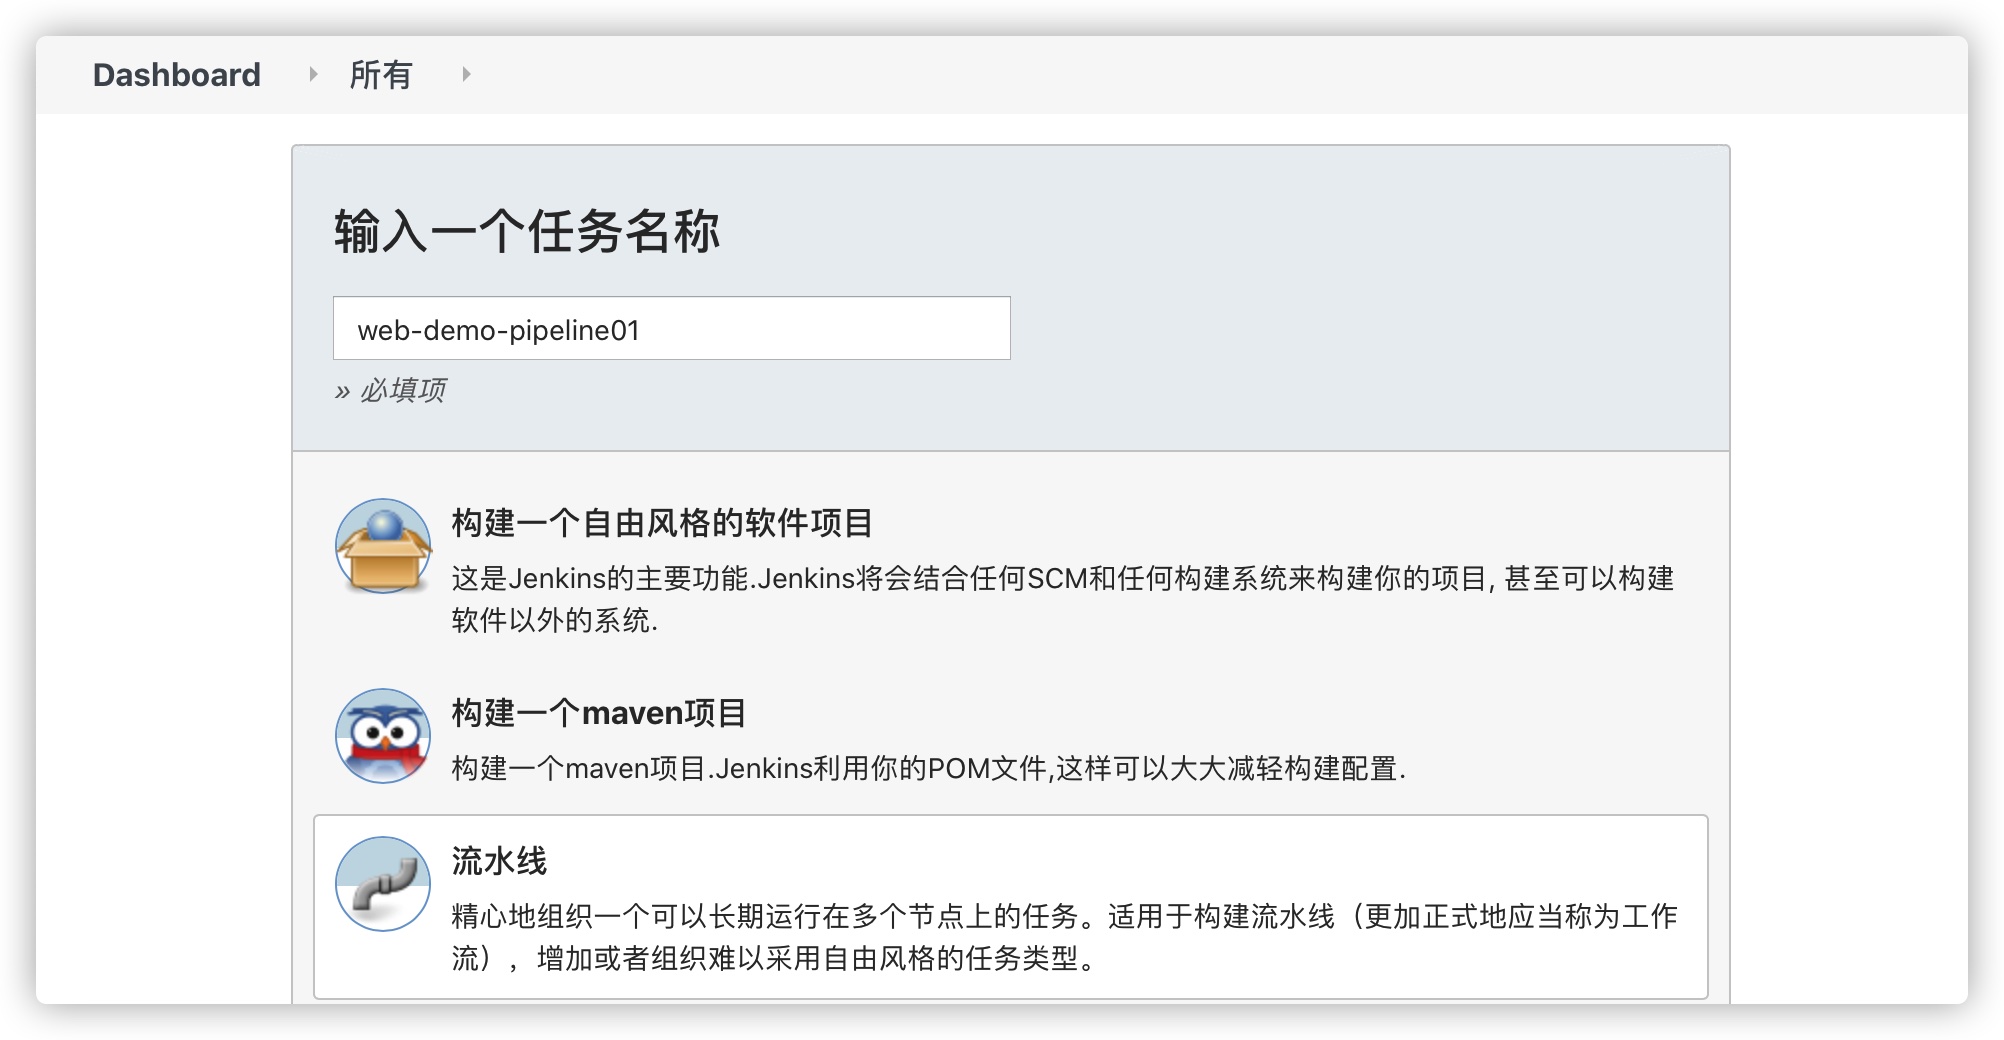 Dashboard 所有
输入一个任务名称
web-demo-pipeline01
» 必填项
构建一个自由风格的软件项目
这是Jenkins的主要功能.Jenkins将会结合任何SCM和任何构建系统来构建你的项目, 甚至可以构建
软件以外的系统.
构建一个maven项目
构建一个maven项目.Jenkins利用你的POM文件,这样可以大大减轻构建配置.
流水线
精心地组织一个可以长期运行在多个节点上的任务。适用于构建流水线（更加正式地应当称为工作
流），增加或者组织难以采用自由风格的任务类型。